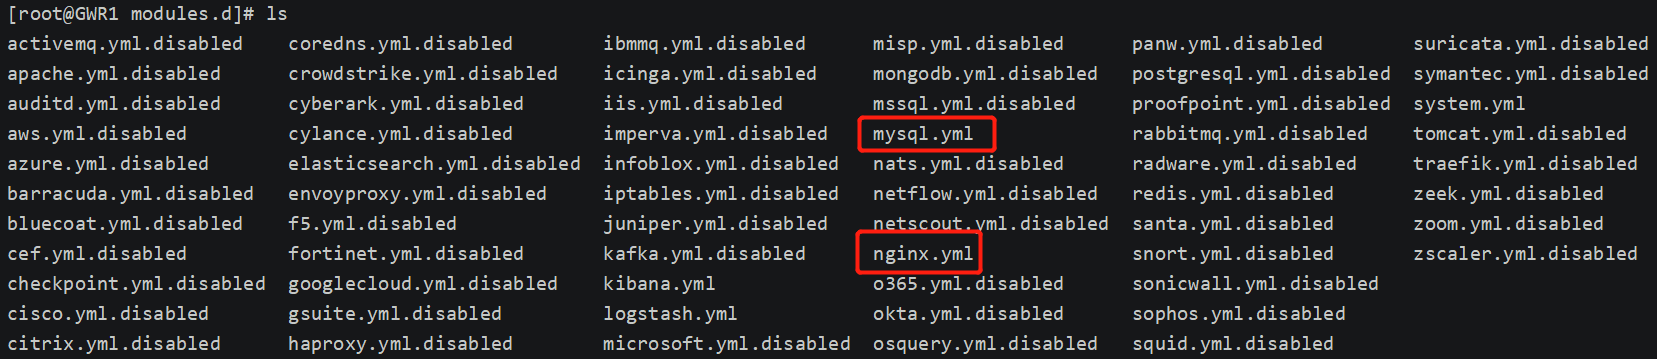 [root@GWR1 modules.d]# ls
activemq.yml.disabled coredns.yml.disabled ibmmq.yml.disabled misp.yml.disabled panw.yml.disabled suricata.yml.disabled
apache.yml.disabled crowdstrike.yml.disabled icinga.yml.disabled mongodb.yml.disabled postgresql.yml.disabled symantec.yml.disabled
auditd.yml.disabled cyberark.yml.disabled iis.yml.disabled mssql.yml.disabled proofpoint.yml.disabled system.yml
aws.yml.disabled cylance.yml.disabled imperva.yml.disabled mysql.yml rabbitmq.yml.disabled tomcat.yml.disabled
azure.yml.disabled elasticsearch.yml.disabled infoblox.yml.disabled nats.yml.disabled radware.yml.disabled traefik.yml.disabled
barracuda.yml.disabled envoyproxy.yml.disabled iptables.yml.disabled netflow.yml.disabled redis.yml.disabled zeek.yml.disabled
bluecoat.yml.disabled f5.yml.disabled juniper.yml.disabled netscout.yml.disabled santa.yml.disabled zoom.yml.disabled
cef.yml.disabled fortinet.yml.disabled kafka.yml.disabled nginx.yml snort.yml.disabled zscaler.yml.disabled
checkpoint.yml.disabled googlecloud.yml.disabled kibana.yml o365.yml.disabled sonicwall.yml.disabled
cisco.yml.disabled gsuite.yml.disabled logstash.yml okta.yml.disabled sophos.yml.disabled
citrix.yml.disabled haproxy.yml.disabled microsoft.yml.disabled osquery.yml.disabled squid.yml.disabled